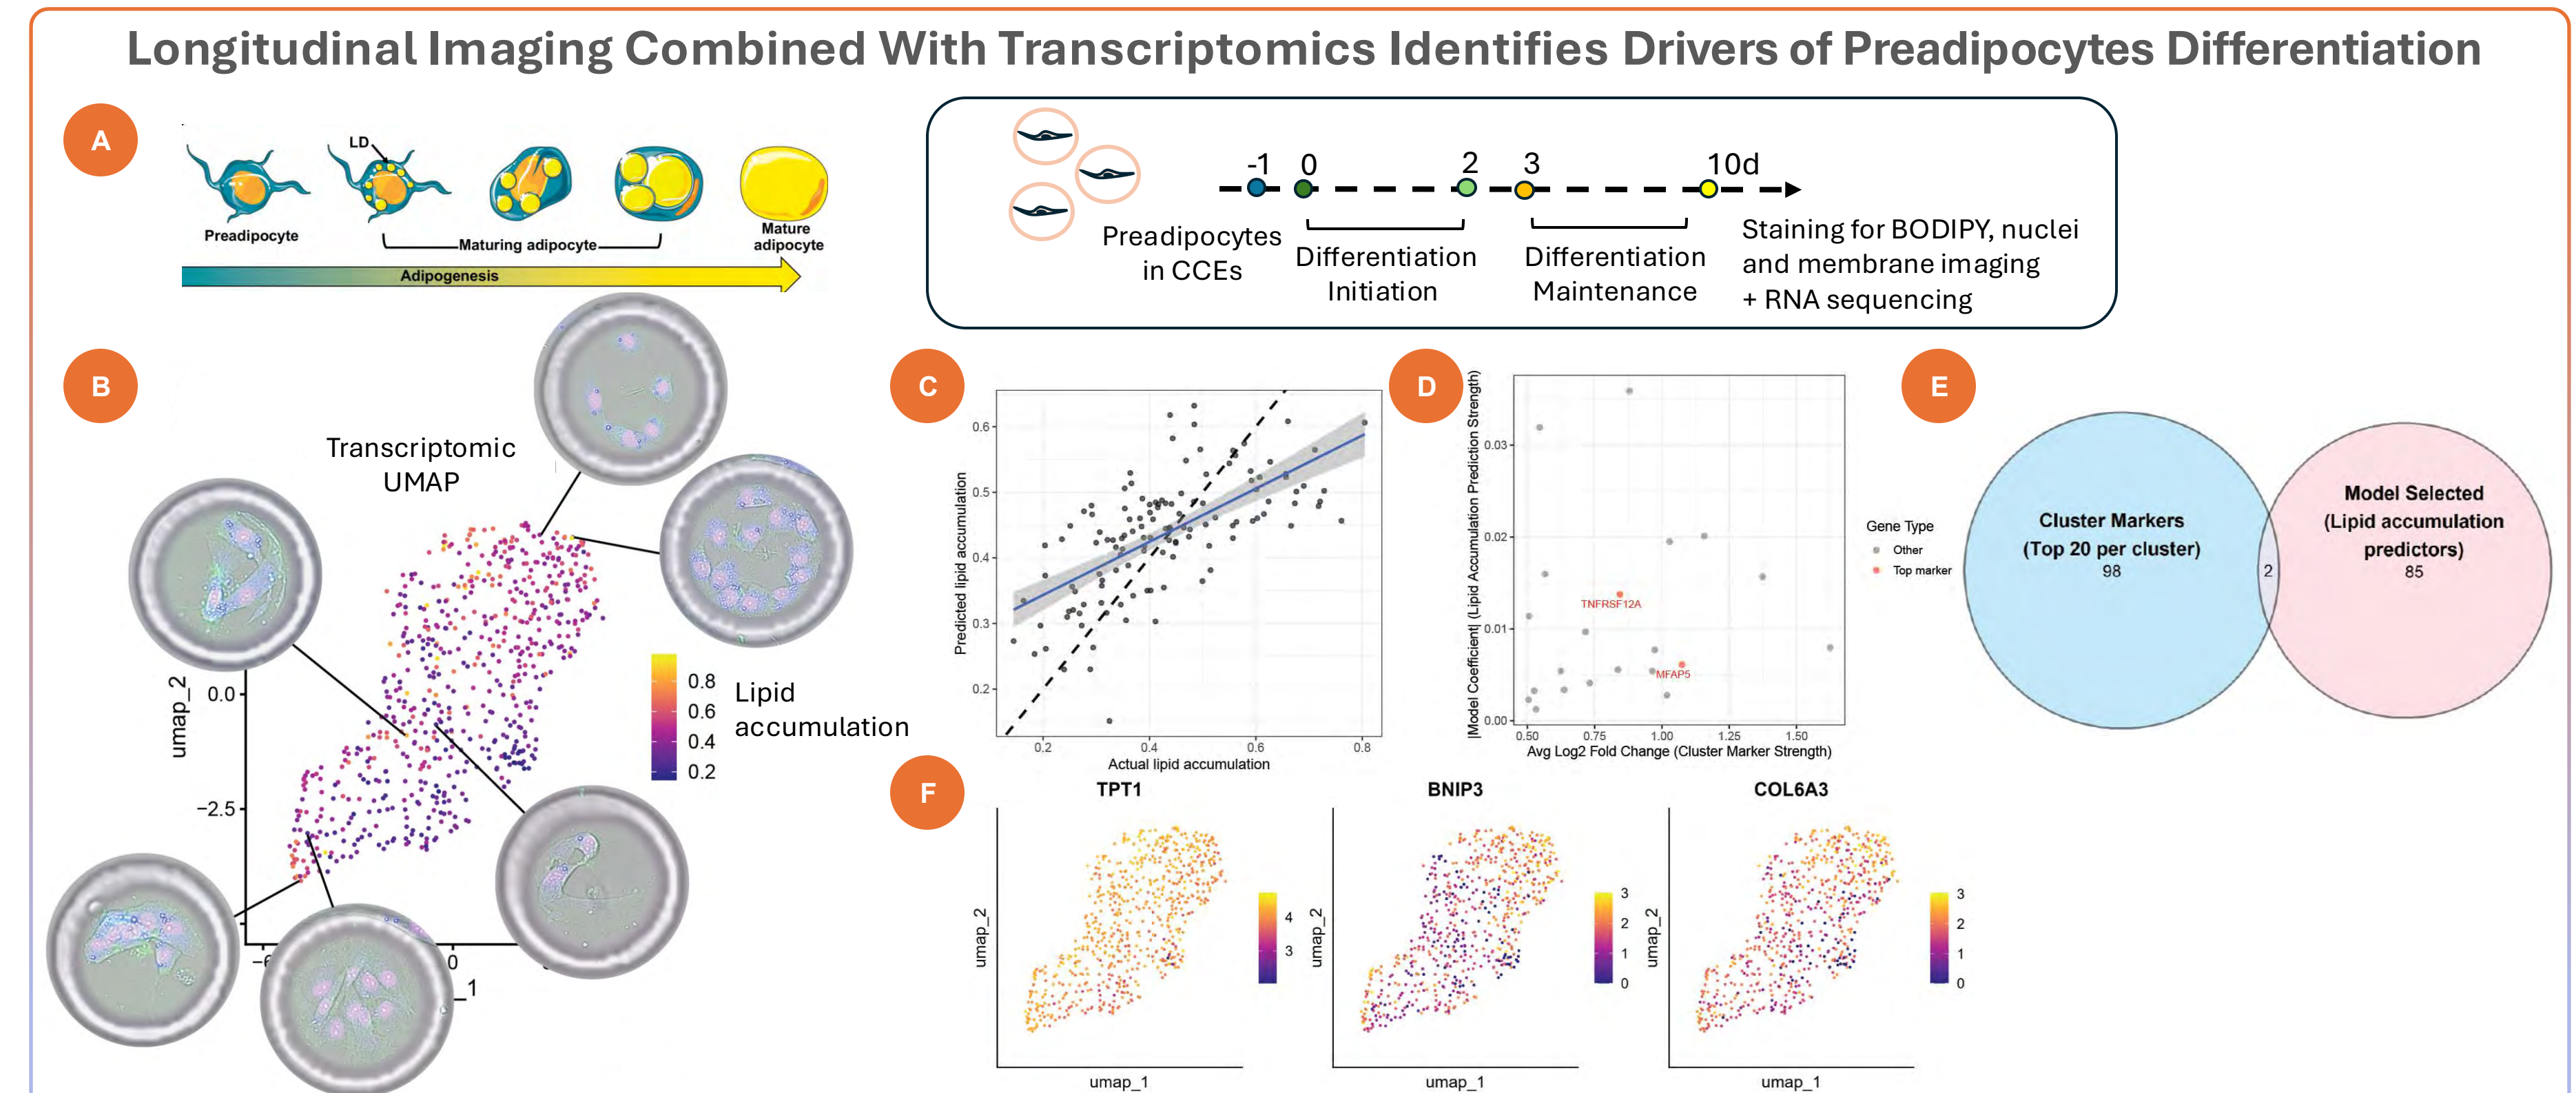 Longitudinal Imaging Combined With Transcriptomics Identifies Drivers of Preadipocytes Differentiation
A
LD
Preadipocyte
Maturing adipocyte
Mature
adipocyte
Adipogenesis
-1
0
2
3
10d
Preadipocytes
in CCEs
Differentiation
Initiation
Differentiation
Maintenance
Staining for BODIPY, nuclei
and membrane imaging
+ RNA sequencing
B
Transcriptomic
UMAP
umap_2
0.0
−2.5
−6
0
_1
0.8
0.6
0.4
0.2
Lipid
accumulation
C
Predicted lipid accumulation
0.6
0.5
0.4
0.3
0.2
0.2
0.4
0.6
0.8
Actual lipid accumulation
D
|Model Coefficient| (Lipid Accumulation Prediction Strength)
0.03
0.02
0.01
0.00
TNFRSF12A
MFAP5
0.50
0.75
1.00
1.25
1.50
Avg Log2 Fold Change (Cluster Marker Strength)
Gene Type
Other
Top marker
E
Cluster Markers
(Top 20 per cluster)
98
2
Model Selected
(Lipid accumulation
predictors)
85
F
TPT1
umap_2
umap_1
4
3
BNIP3
umap_2
umap_1
3
2
1
0
COL6A3
umap_2
umap_1
3
2
1
0